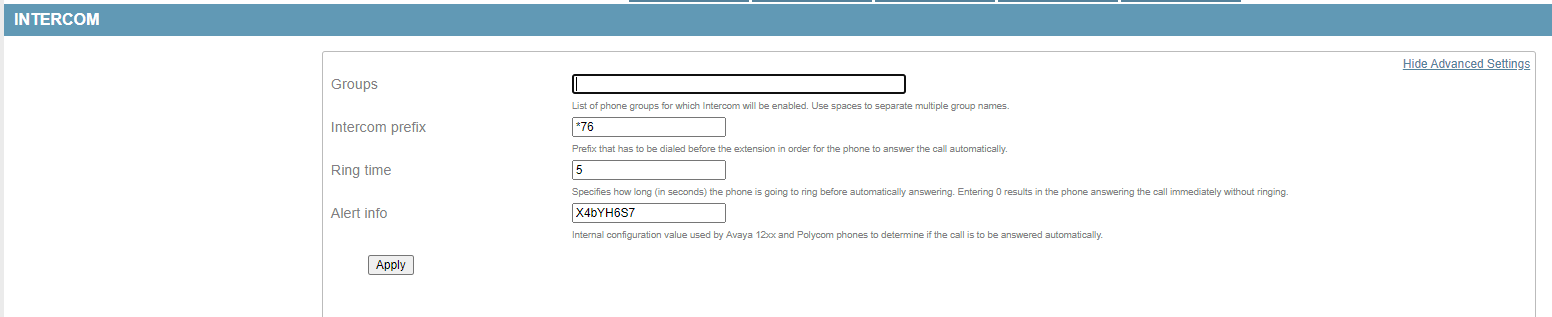 INTERCOM
Hide Advanced Settings
Groups
List of phone groups for which Intercom will be enabled. Use spaces to separate multiple group names.
Intercom prefix
*76
Prefix that has to be dialed before the extension in order for the phone to answer the call automatically.
Ring time
5
Specifies how long (in seconds) the phone is going to ring before automatically answering. Entering 0 results in the phone answering the call immediately without ringing.
Alert info
X4bYH6S7
Internal configuration value used by Avaya 12xx and Polycom phones to determine if the call is to be answered automatically.
Apply